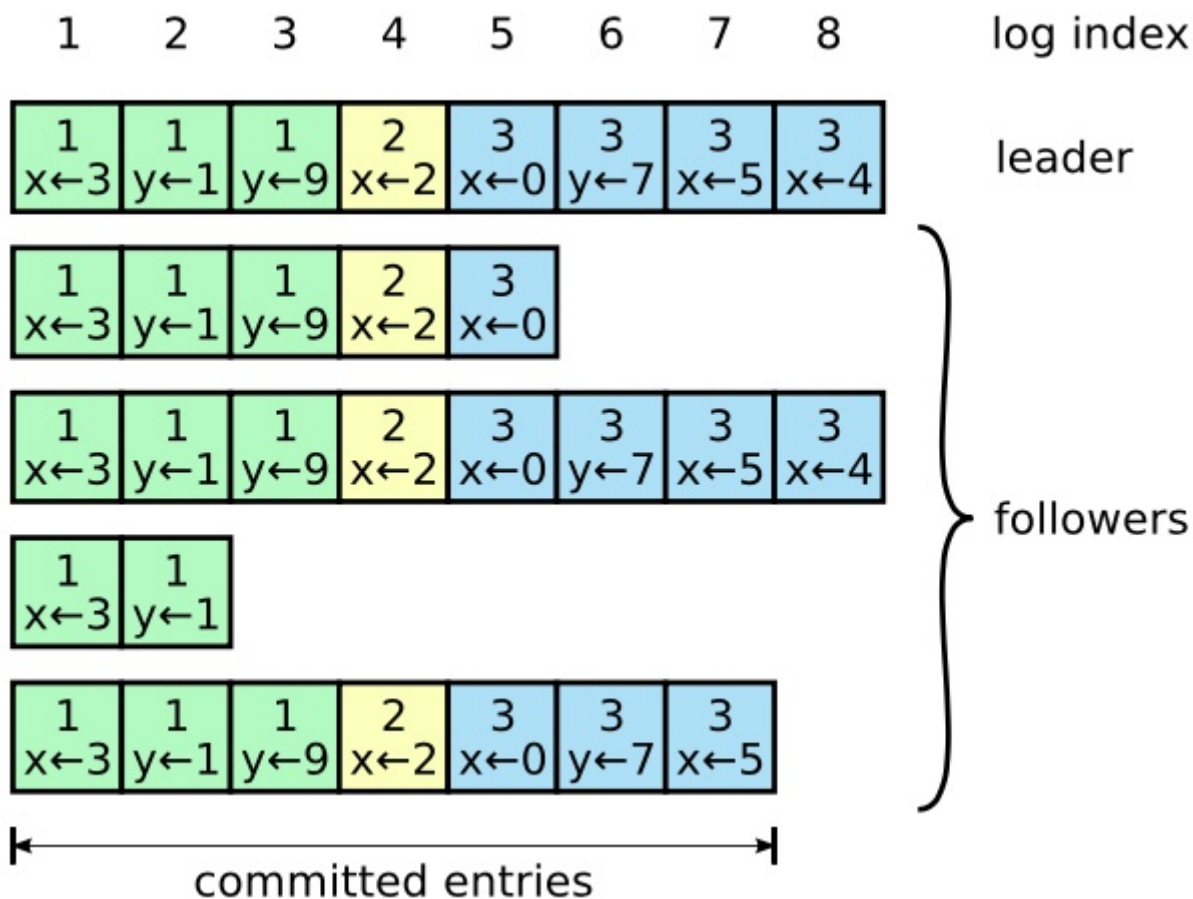 1 2 3 4 5 6 7 8 log index
1 1 1 2 3 3 3 3
x←3 y←1 y←9 x←2 x←0 y←7 x←5 x←4
leader
1 1 1 2 3
x←3 y←1 y←9 x←2 x←0
1 1 1 2 3 3 3 3
x←3 y←1 y←9 x←2 x←0 y←7 x←5 x←4
followers
1 1
x←3 y←1
1 1 1 2 3 3 3
x←3 y←1 y←9 x←2 x←0 y←7 x←5
committed entries